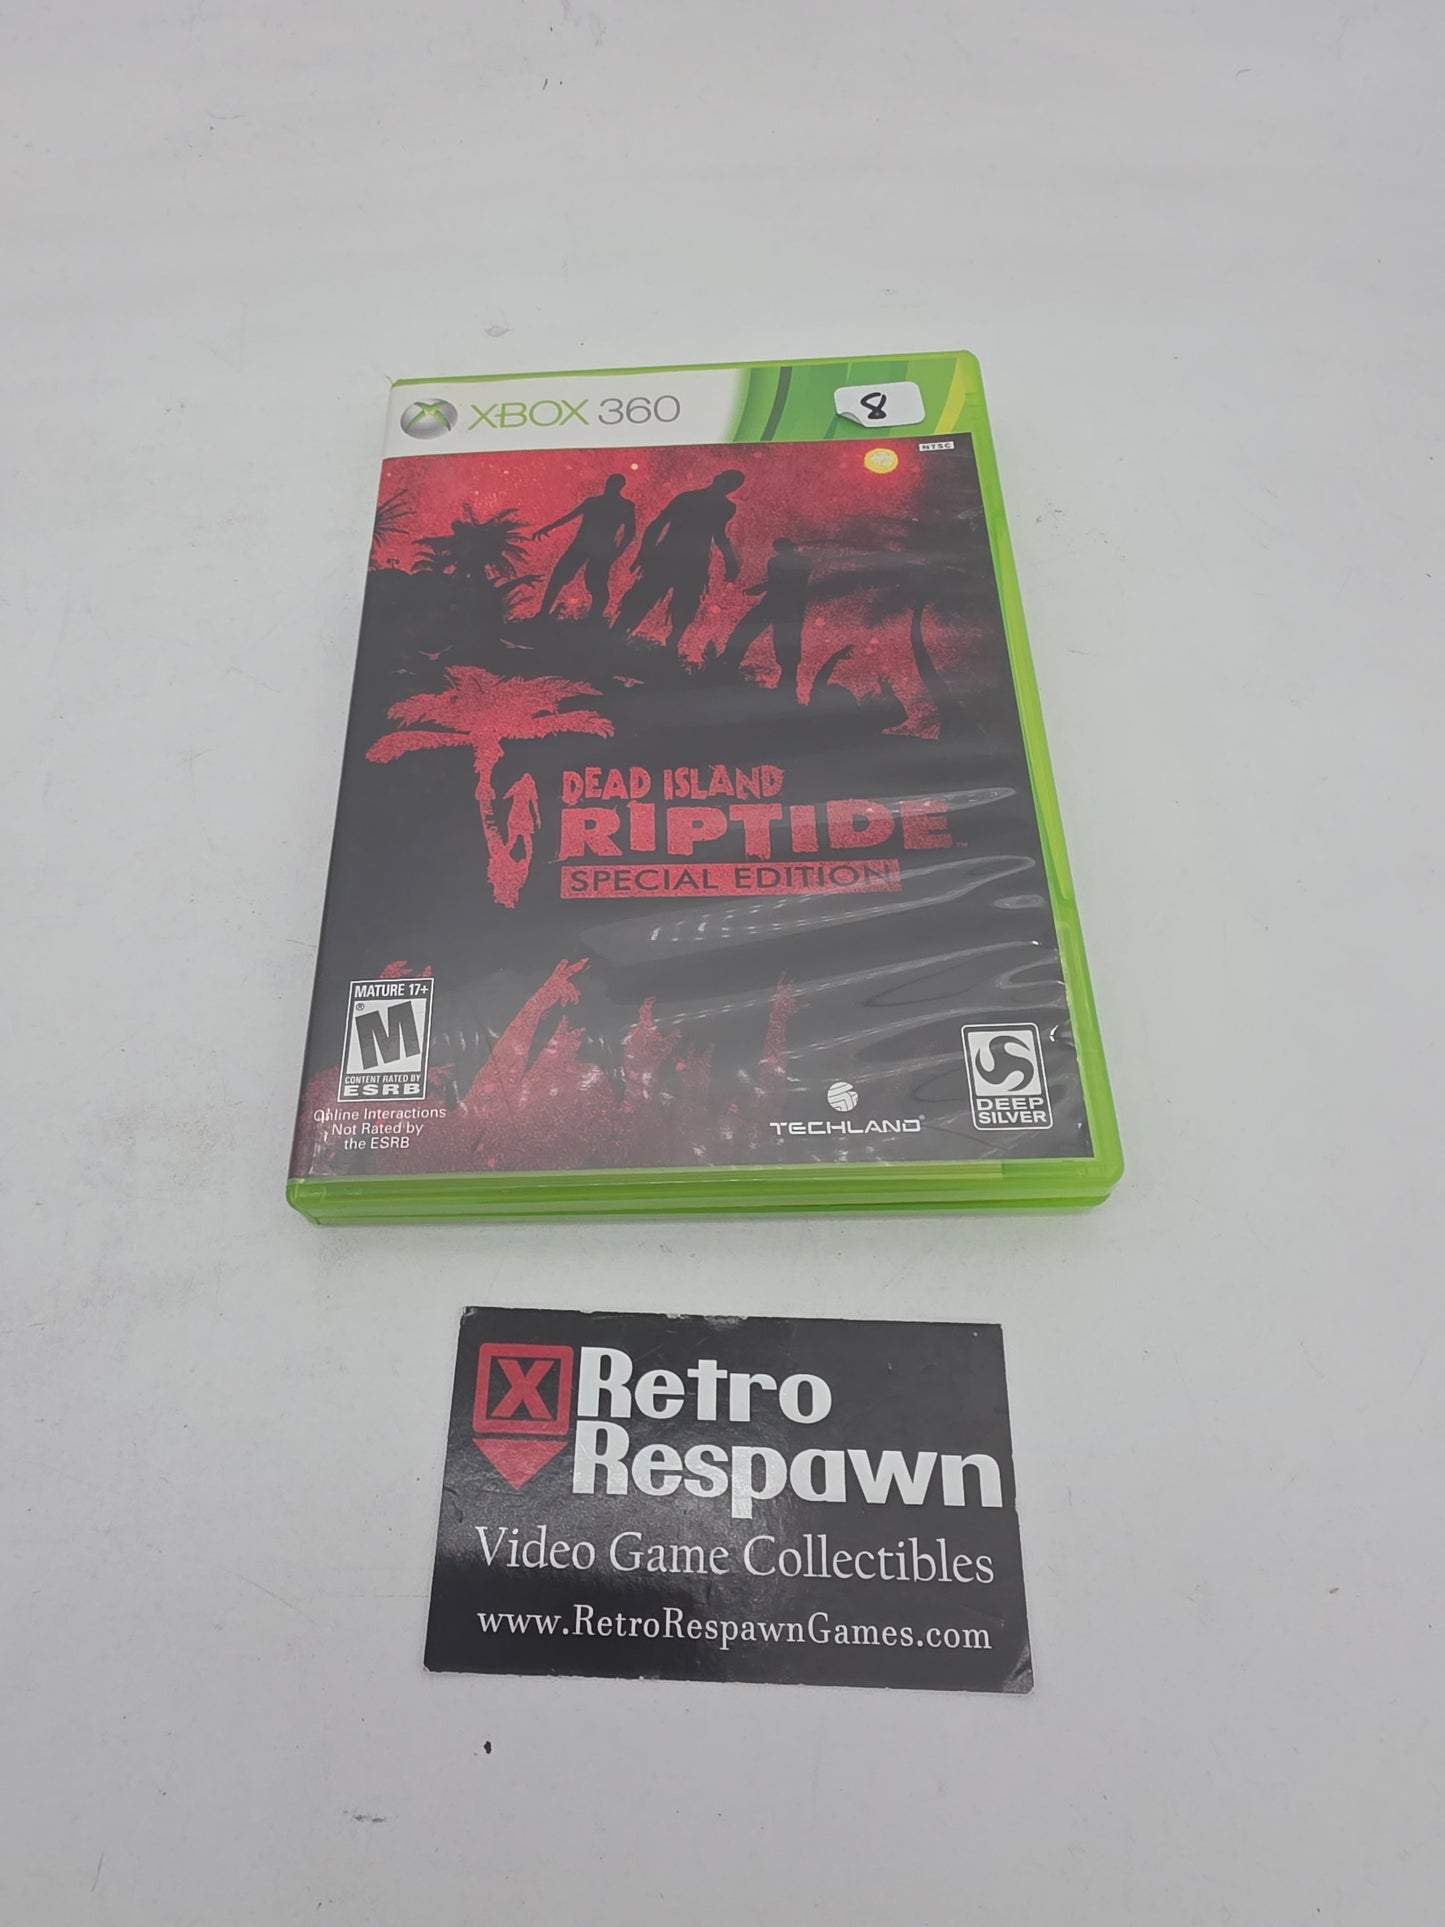 XBOX 360
8
NTSC
DEAD ISLAND
RIPTIDE™
SPECIAL EDITION
MATURE 17+
M®
CONTENT RATED BY
ESRB
Online Interactions
Not Rated by
the ESRB
TECHLAND®
DEEP
SILVER
X
Retro
Respawn
Video Game Collectibles
www.RetroRespawnGames.com